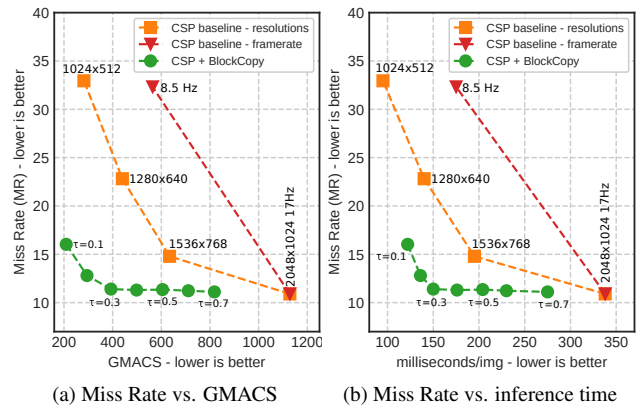 CSP baseline - resolutions
CSP baseline - framerate
CSP + BlockCopy
1024x512
8.5 Hz
1280x640
1536x768
2048x1024 17Hz
τ=0.1
τ=0.3
τ=0.5
τ=0.7
Miss Rate (MR) - lower is better
40
35
30
25
20
15
10
200 400 600 800 1000 1200
GMACS - lower is better
(a) Miss Rate vs. GMACS
CSP baseline - resolutions
CSP baseline - framerate
CSP + BlockCopy
1024x512
8.5 Hz
1280x640
1536x768
2048x1024 17Hz
τ=0.1
τ=0.3
τ=0.5
τ=0.7
Miss Rate (MR) - lower is better
40
35
30
25
20
15
10
100 150 200 250 300 350
milliseconds/img - lower is better
(b) Miss Rate vs. inference time